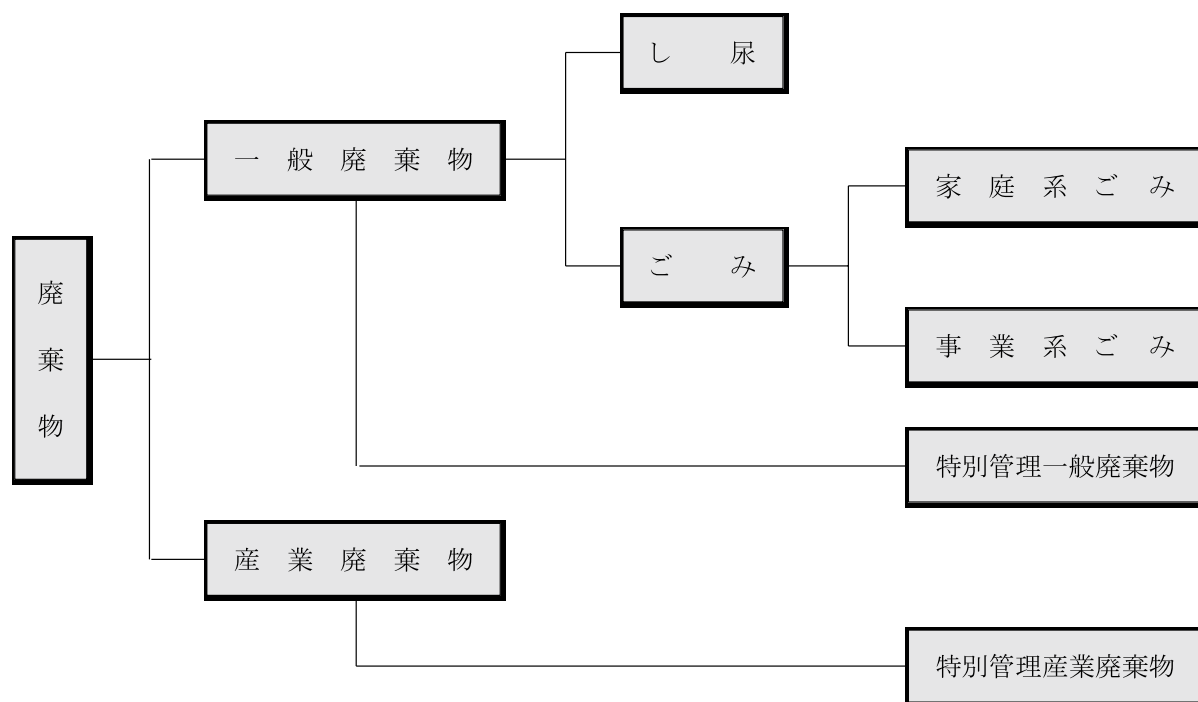 し尿
一般廃棄物
家庭系ごみ
ごみ
廃棄物
事業系ごみ
特別管理一般廃棄物
産業廃棄物
特別管理産業廃棄物